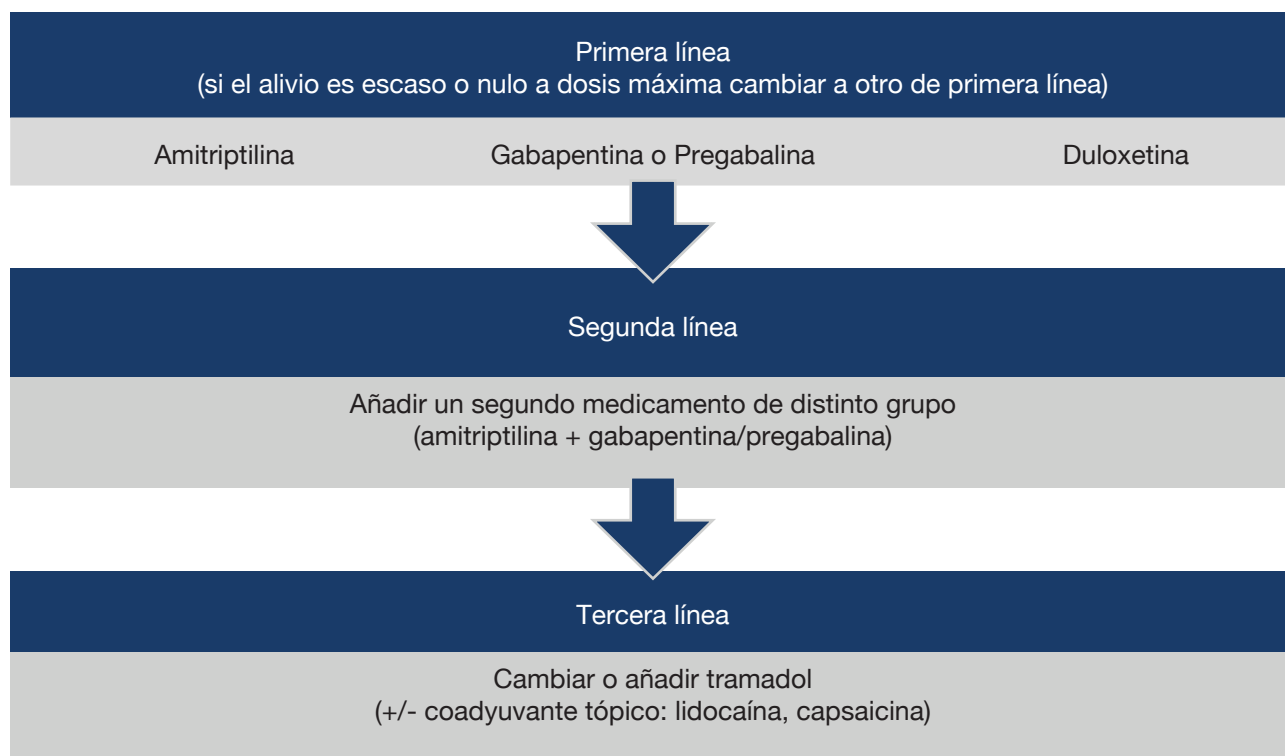 Primera línea
(si el alivio es escaso o nulo a dosis máxima cambiar a otro de primera línea)
Amitriptilina Gabapentina o Pregabalina Duloxetina
Segunda línea
Añadir un segundo medicamento de distinto grupo
(amitriptilina + gabapentina/pregabalina)
Tercera línea
Cambiar o añadir tramadol
(+/- coadyuvante tópico: lidocaína, capsaicina)